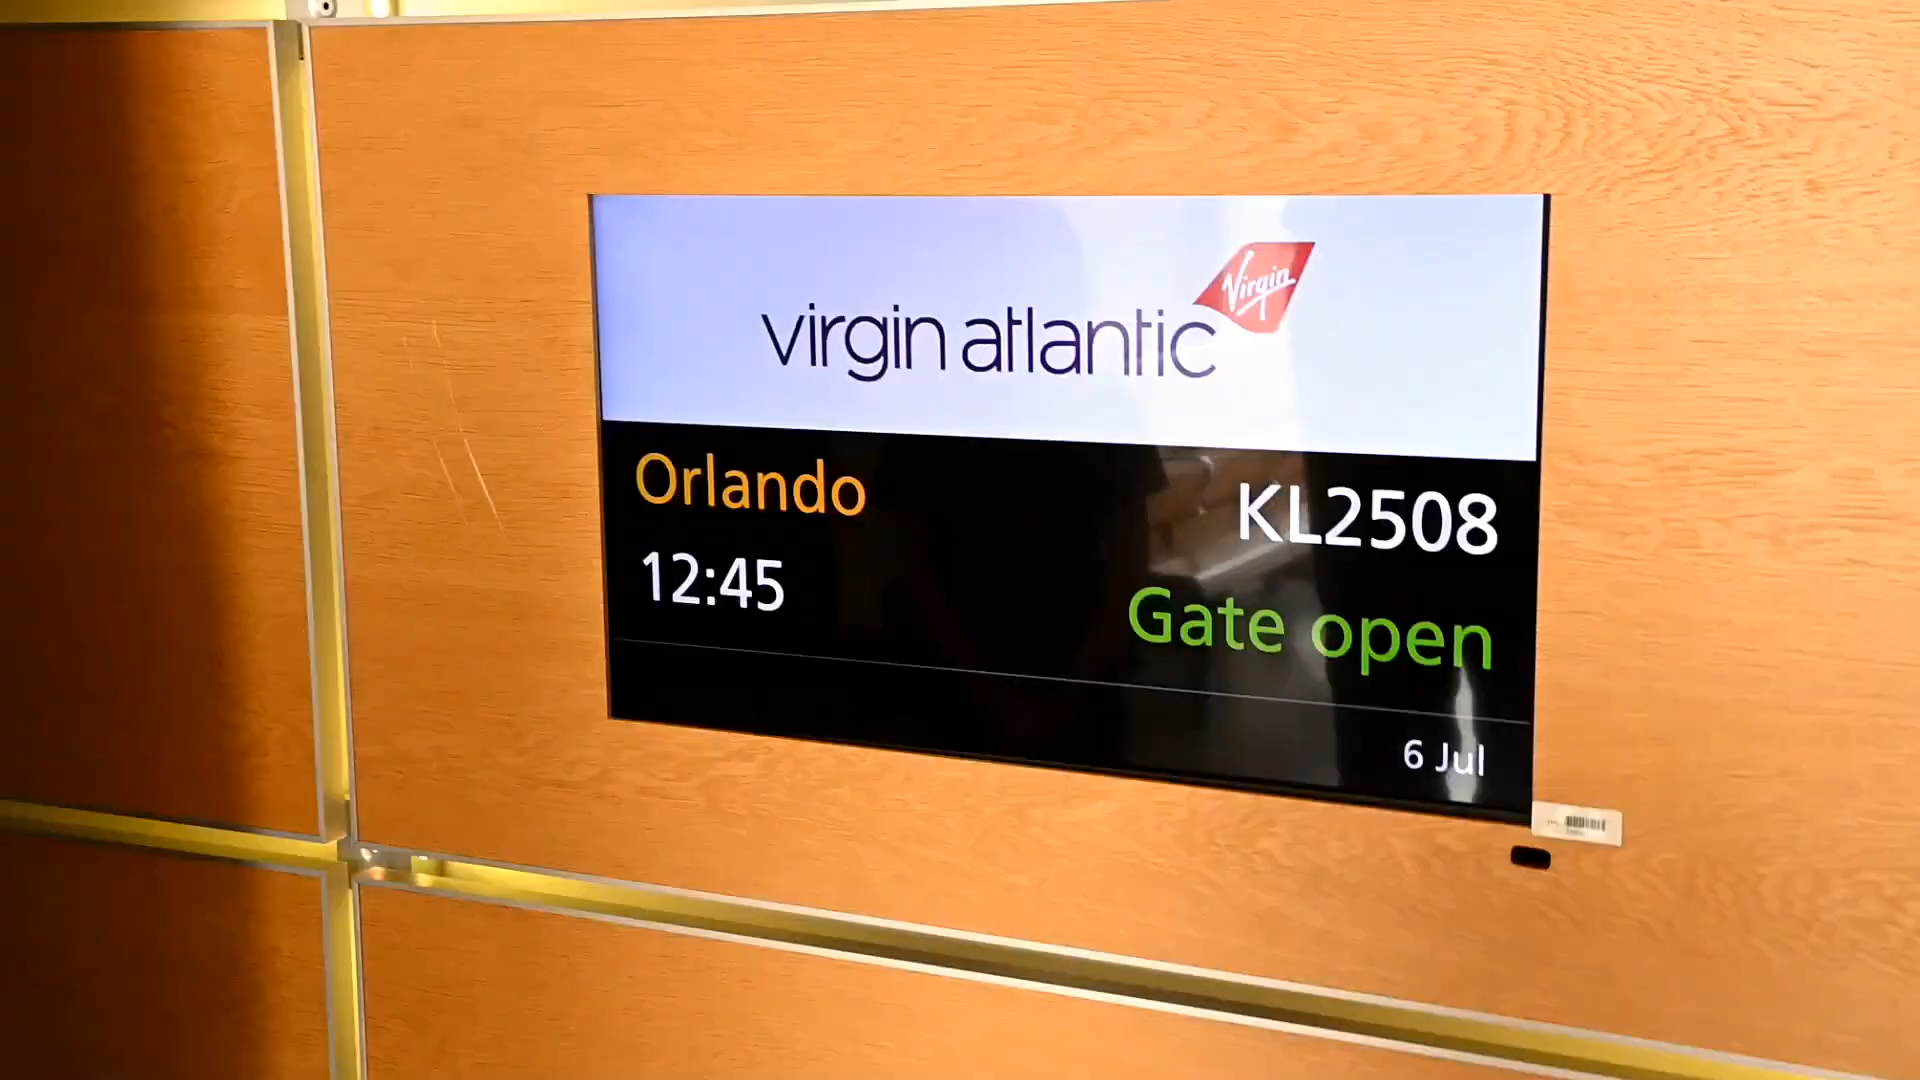 Virgin
virgin atlantic
Orlando
KL2508
12:45
Gate open
6 Jul